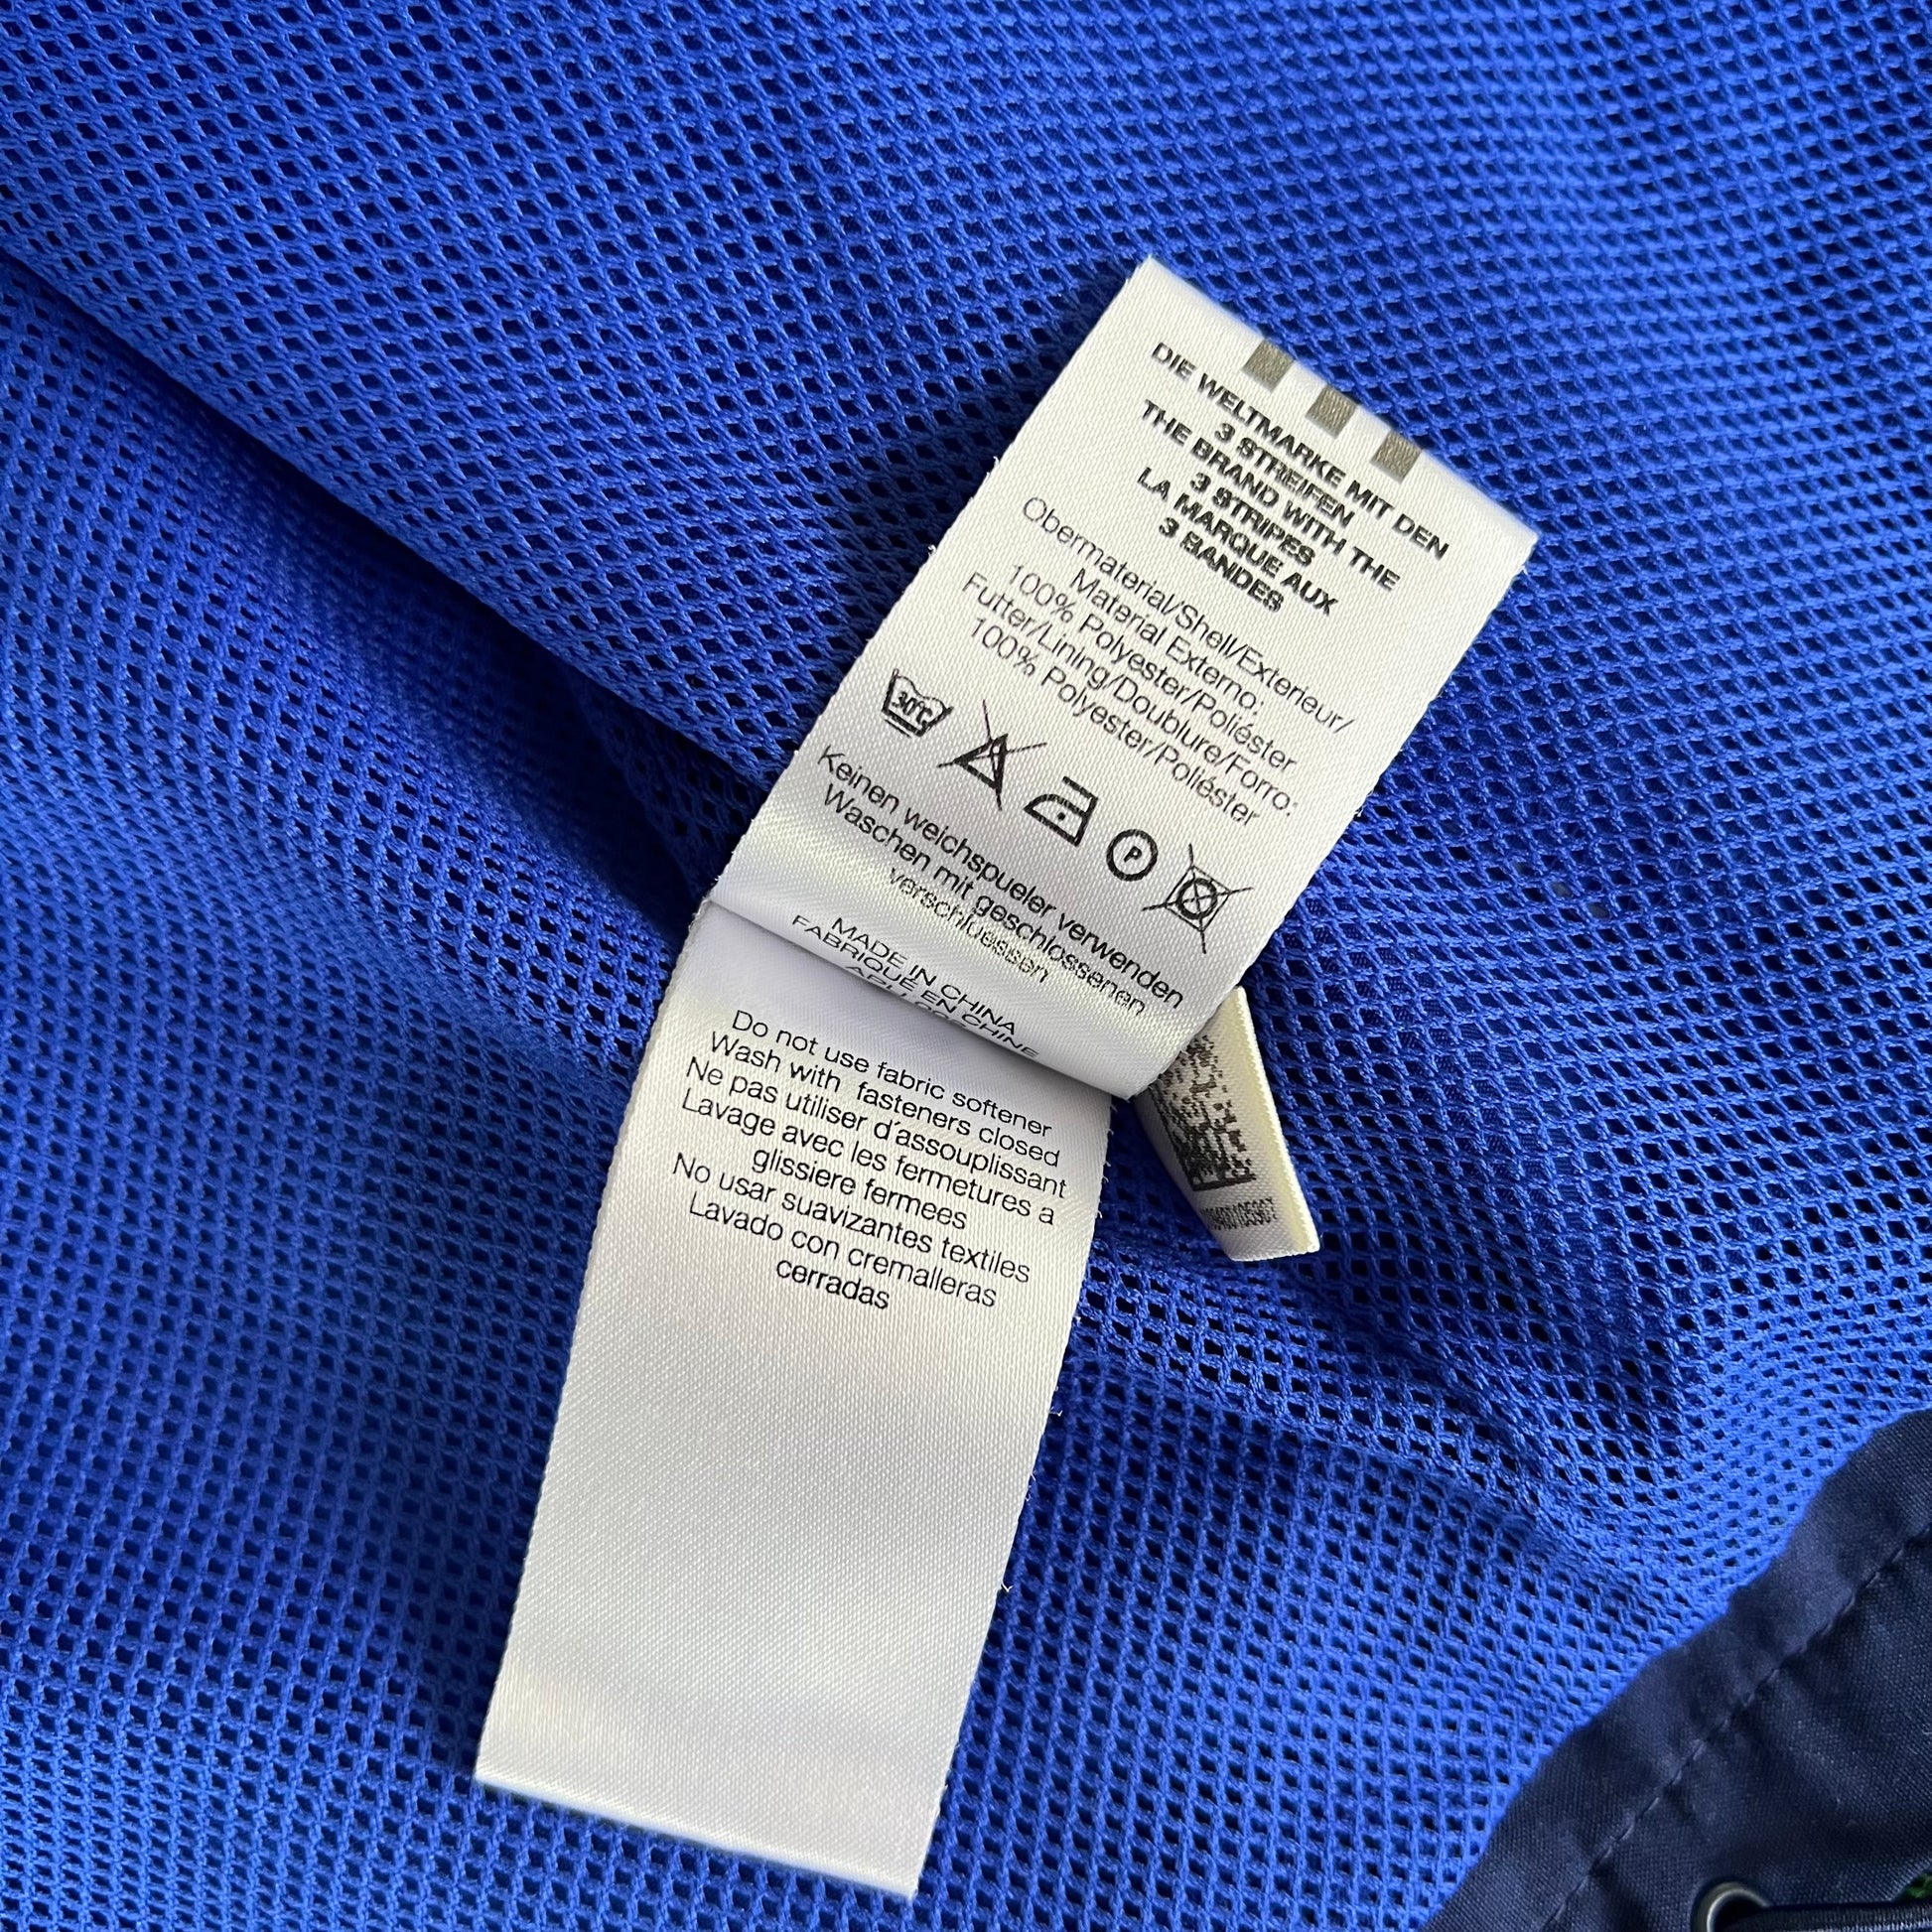 DIE WELTMARKE MIT DEN
3 STREIFEN
THE BRAND WITH THE
3 STRIPES
LA MARQUE AUX
3 BANDES
Obermaterial/Shell/Exterieur/
Material Externo:
100% Polyester/Poliéster
Futter/Lining/Doublure/Forro:
100% Polyester/Poliéster
30°C
P
Keinen weichspueler verwenden
Waschen mit geschlossenen
verschluessen
MADE IN CHINA
FABRIQUE EN CHINE
Do not use fabric softener
Wash with fasteners closed
Ne pas utiliser d'assouplissant
Lavage avec les fermetures a
glissiere fermees
No usar suavizantes textiles
Lavado con cremalleras
cerradas